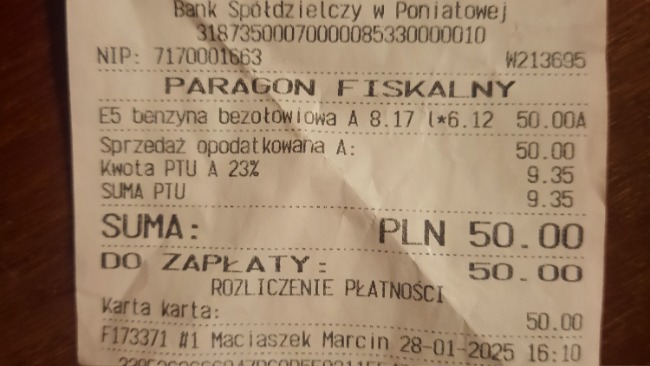 Bank Spółdzielczy w Poniatowej
31873500070000085330000010
NIP: 7170001663 W213695
PARAGON FISKALNY
E5 benzyna bezołowiowa A 8.17 l*6.12 50.00A
Sprzedaż opodatkowana A: 50.00
Kwota PTU A 23% 9.35
SUMA PTU 9.35
SUMA: PLN 50.00
DO ZAPŁATY: 50.00
ROZLICZENIE PŁATNOŚCI
Karta karta: 50.00
F173371 #1 Maciaszek Marcin 28-01-2025 16:10